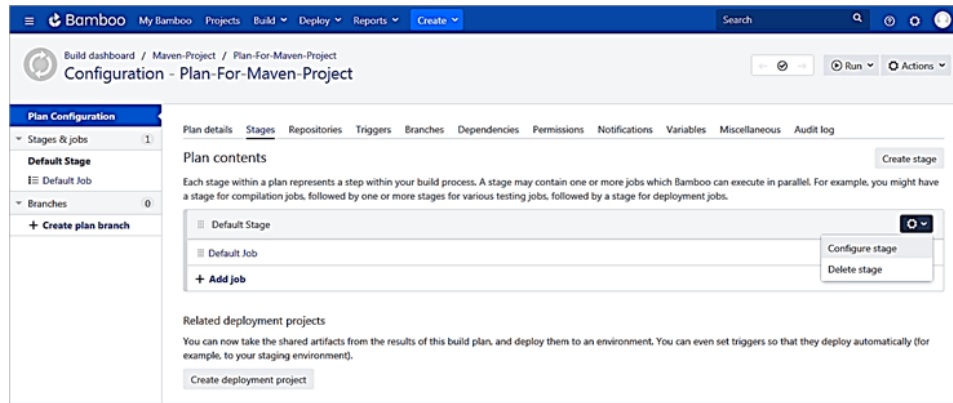 Bamboo My Bamboo Projects Build Deploy Reports Create Search
Build dashboard / Maven-Project / Plan-For-Maven-Project
Configuration - Plan-For-Maven-Project
Run Actions
Plan Configuration
Stages & jobs 1
Default Stage
Default Job
Branches 0
+ Create plan branch
Plan details Stages Repositories Triggers Branches Dependencies Permissions Notifications Variables Miscellaneous Audit log
Plan contents
Create stage
Each stage within a plan represents a step within your build process. A stage may contain one or more jobs which Bamboo can execute in parallel. For example, you might have
a stage for compilation jobs, followed by one or more stages for various testing jobs, followed by a stage for deployment jobs.
Default Stage
Configure stage
Default Job
Delete stage
+ Add job
Related deployment projects
You can now take the shared artifacts from the results of this build plan, and deploy them to an environment. You can even set triggers so that they deploy automatically (for
example, to your staging environment).
Create deployment project